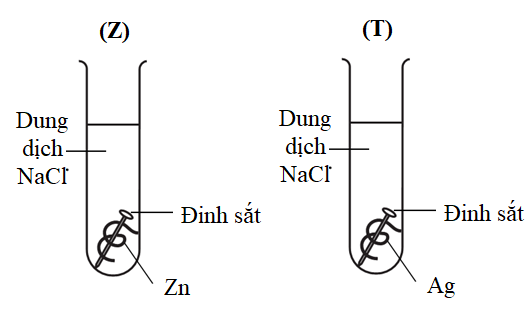 (Z)
Dung
dịch
NaCl
Đinh sắt
Zn
(T)
Dung
dịch
NaCl
Đinh sắt
Ag